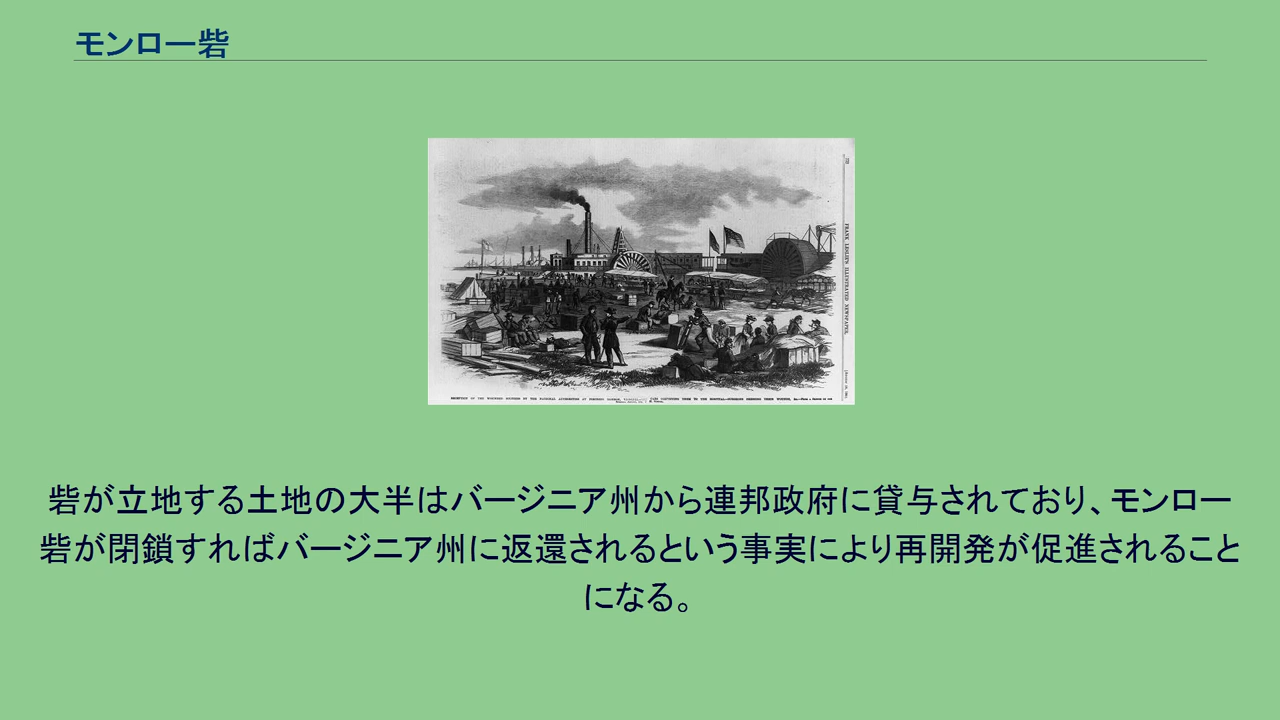 モンロー砦
FRANK LESLIE'S ILLUSTRATED NEWSPAPER.
砦が立地する土地の大半はバージニア州から連邦政府に貸与されており、モンロー
砦が閉鎖すればバージニア州に返還されるという事実により再開発が促進されること
になる。